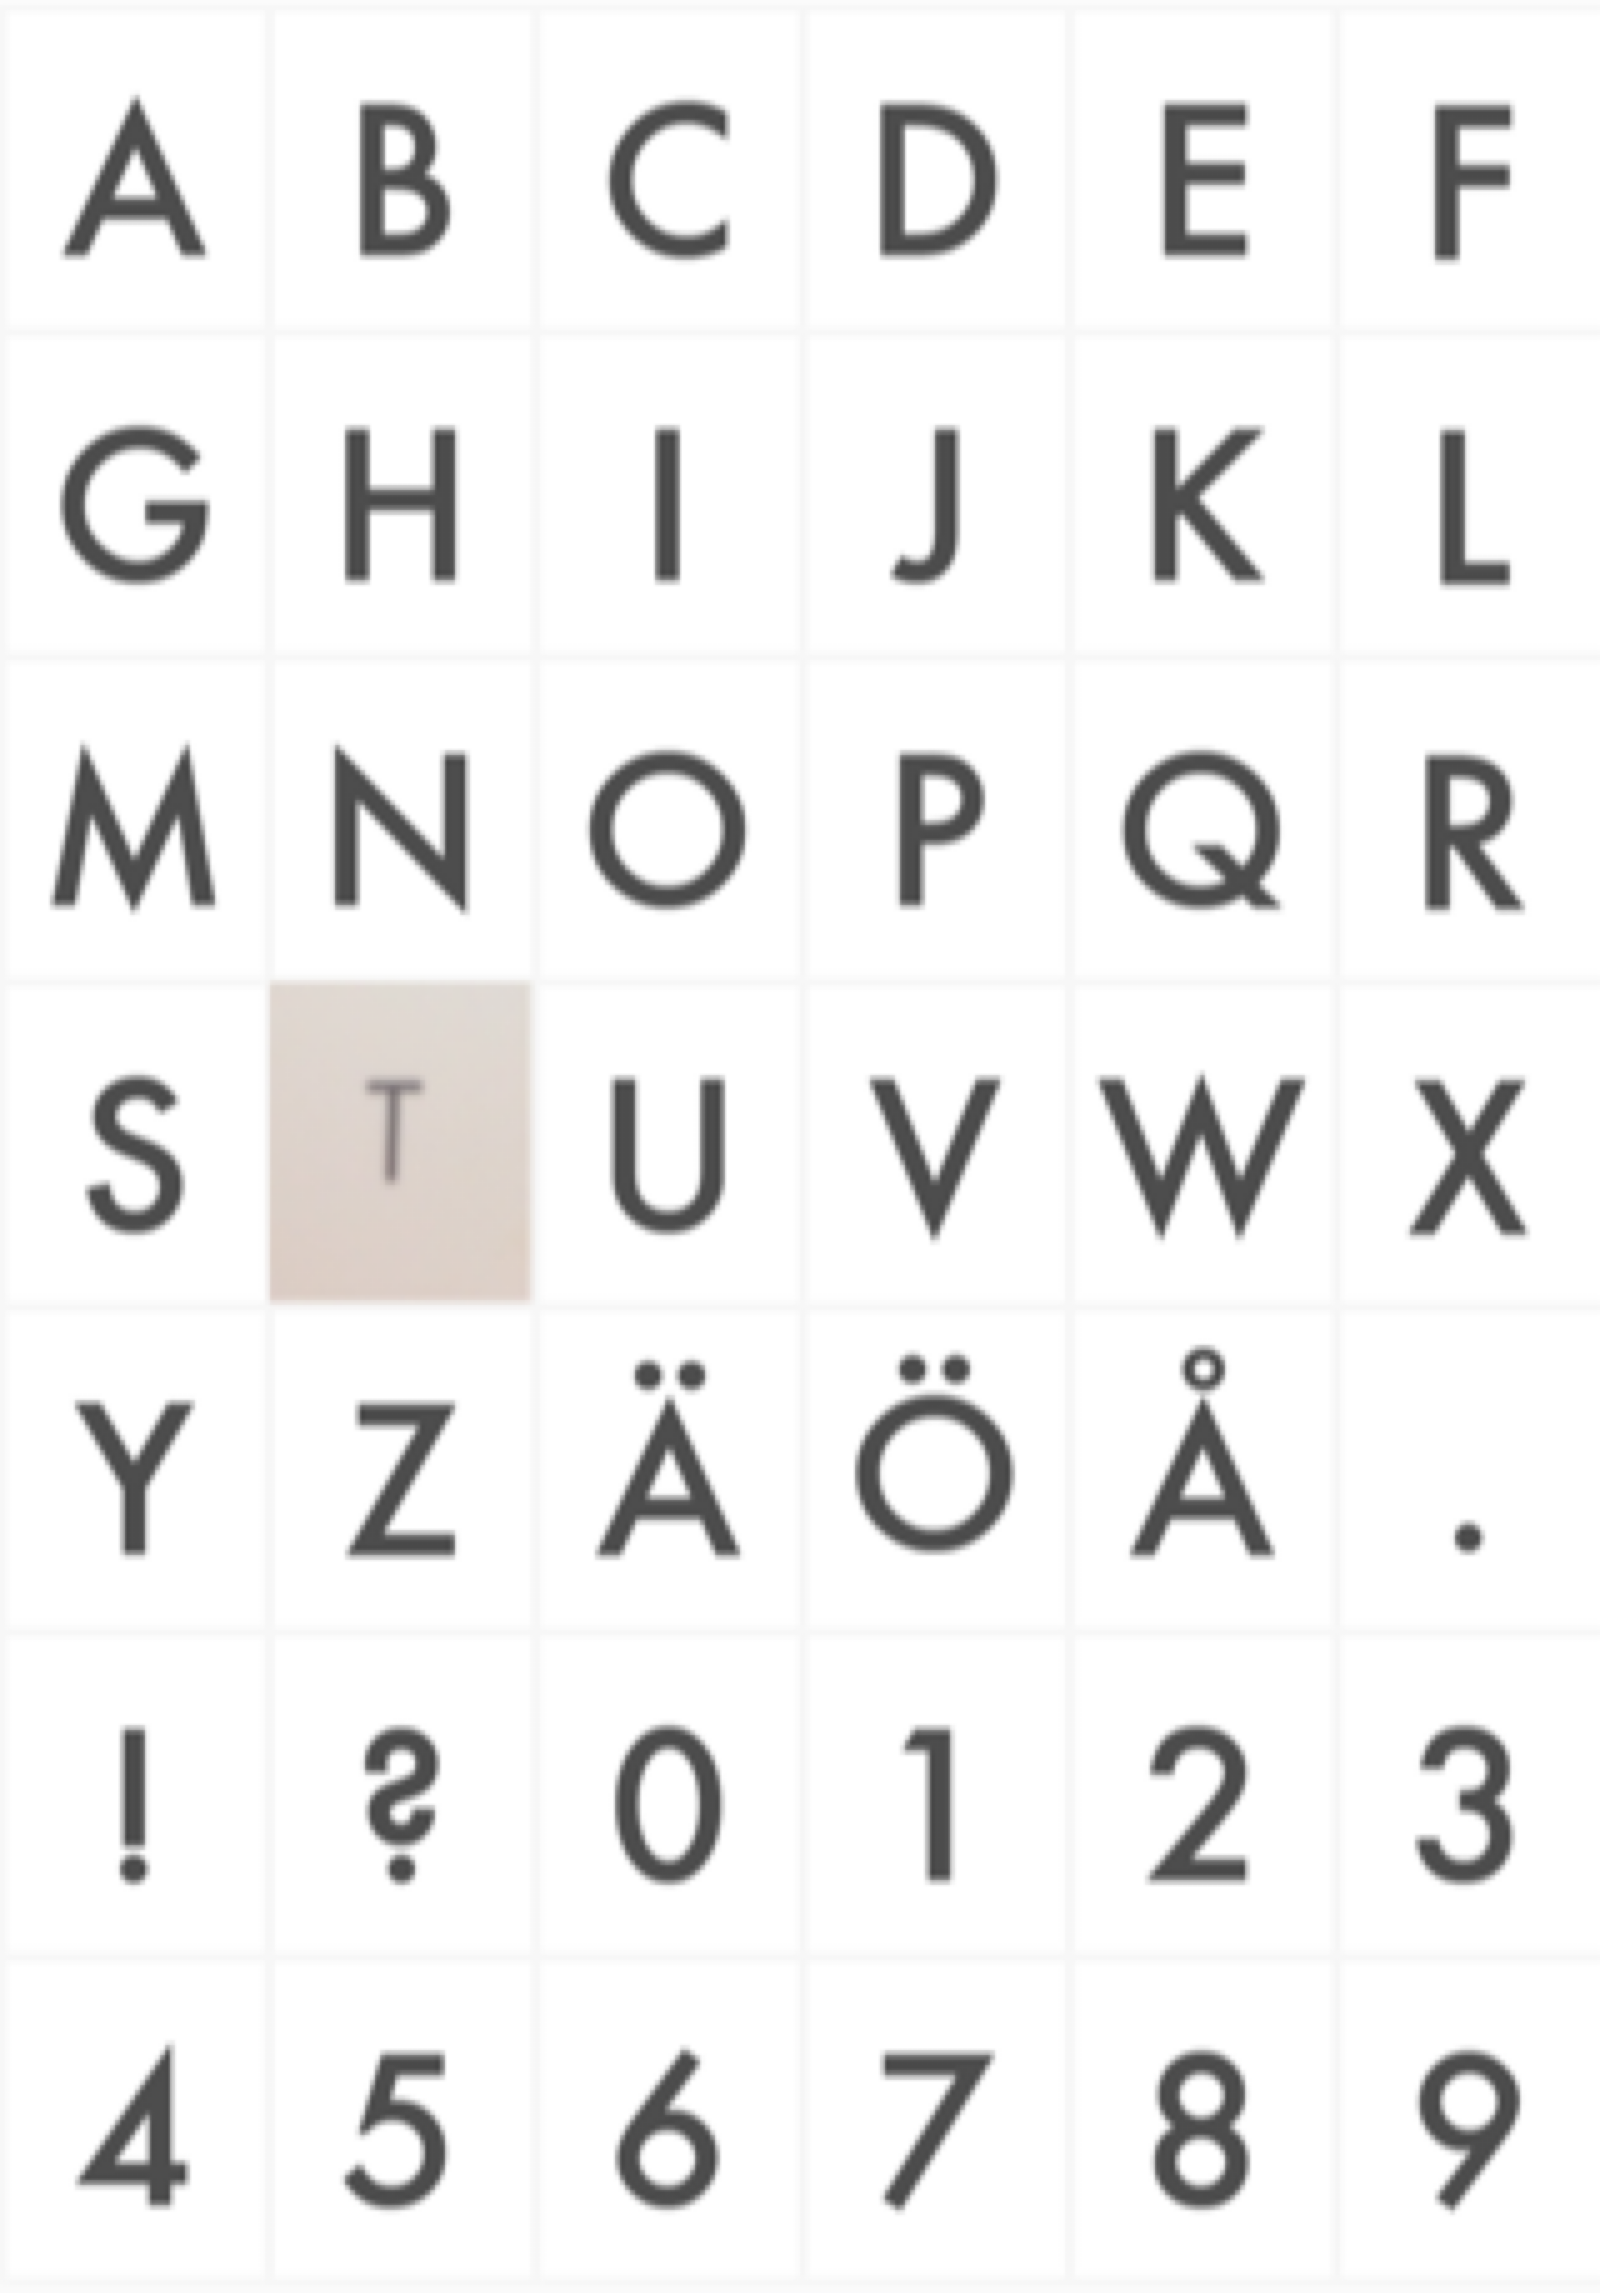 A B C D E F
G H I J K L
M N O P Q R
S T U V W X
Y Z Ä Ö Å .
! ? 0 1 2 3
4 5 6 7 8 9